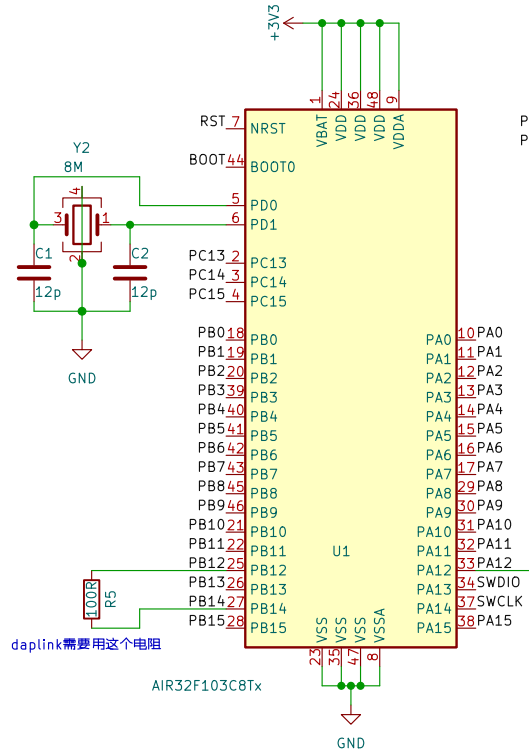 +3V3
1 24 36 48 9
VBAT VDD VDD VDD VDDA
RST 7 NRST
P
P
BOOT 44 BOOT0
Y2
8M
4
3 1
2
5 PD0
6 PD1
C1 12p
C2 12p
GND
PC13 2 PC13
PC14 3 PC14
PC15 4 PC15
PB0 18 PB0 PA0 10 PA0
PB1 19 PB1 PA1 11 PA1
PB2 20 PB2 PA2 12 PA2
PB3 39 PB3 PA3 13 PA3
PB4 40 PB4 PA4 14 PA4
PB5 41 PB5 PA5 15 PA5
PB6 42 PB6 PA6 16 PA6
PB7 43 PB7 PA7 17 PA7
PB8 45 PB8 PA8 29 PA8
PB9 46 PB9 PA9 30 PA9
PB10 21 PB10 PA10 31 PA10
PB11 22 PB11 U1 PA11 32 PA11
PB12 25 PB12 PA12 33 PA12
PB13 26 PB13 PA13 34 SWDIO
PB14 27 PB14 PA14 37 SWCLK
PB15 28 PB15 PA15 38 PA15
100R R5
daplink需要用这个电阻
VSS VSS VSS VSSA
23 35 47 8
AIR32F103C8Tx
GND